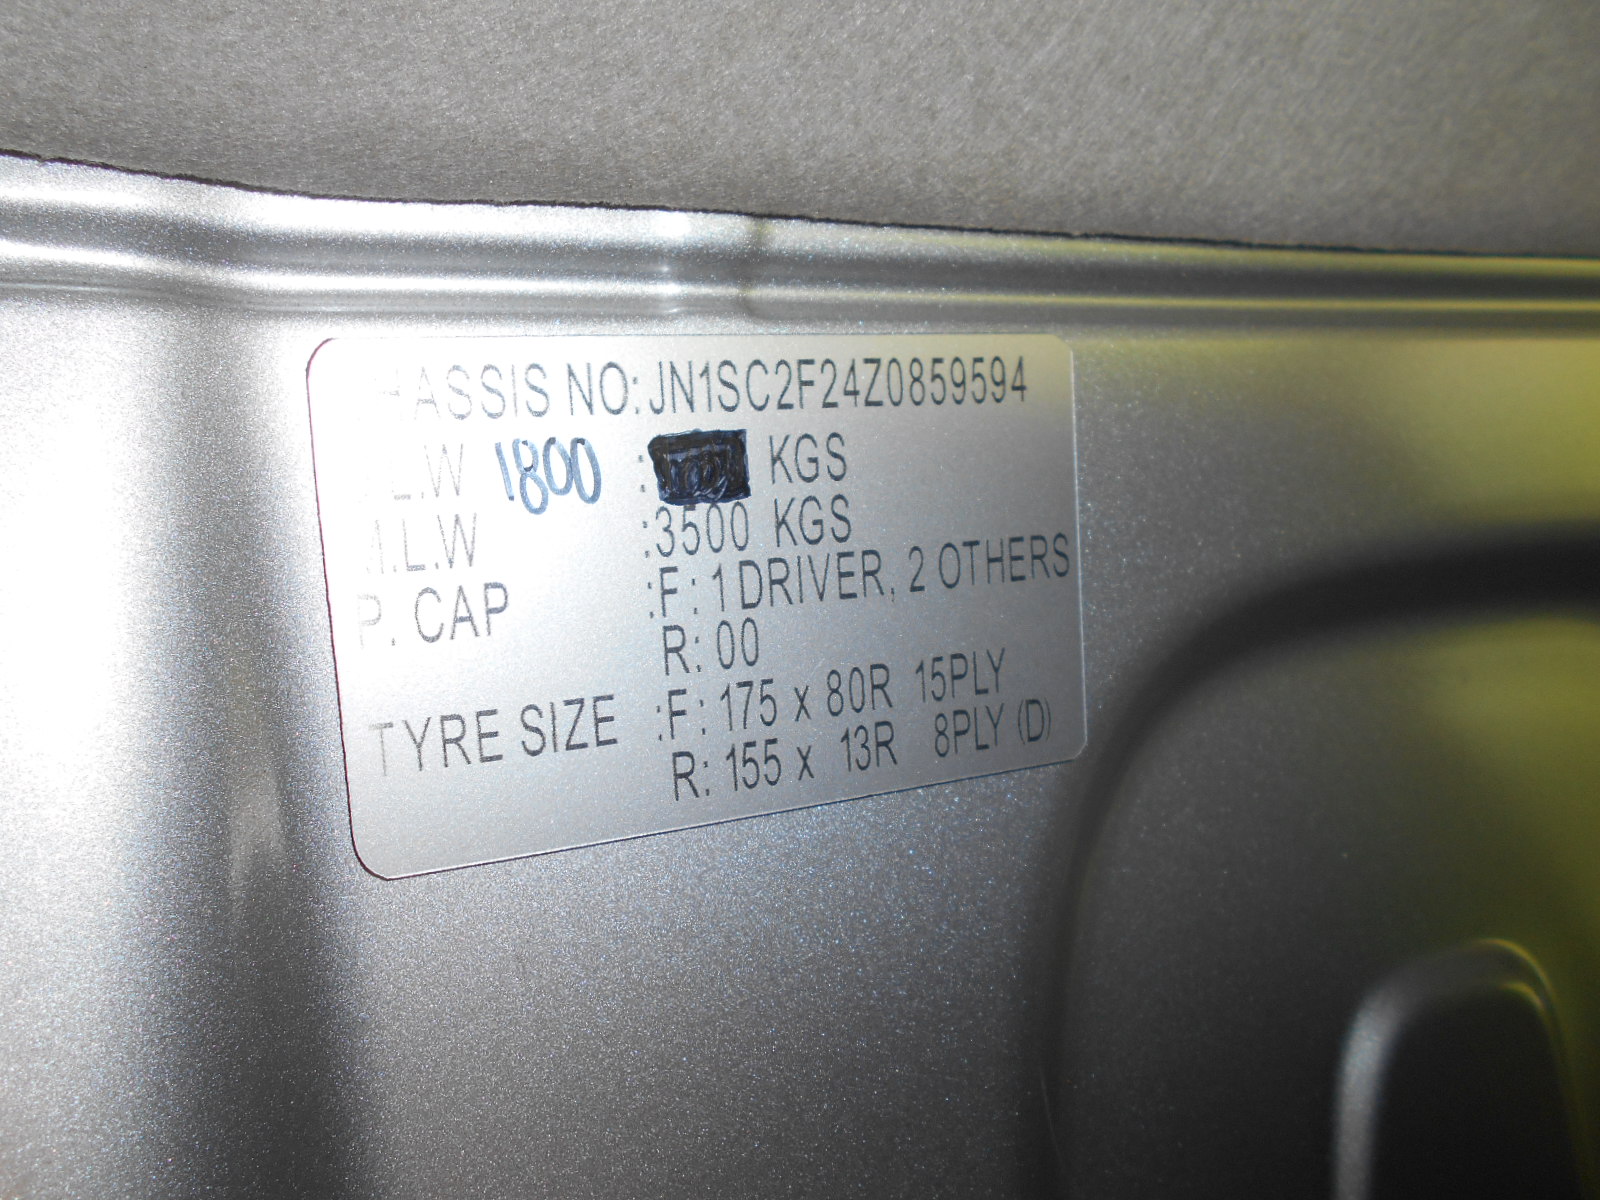 CHASSIS NO: JN1SC2F24Z0859594
L.W 1800 : KGS
M.L.W :3500 KGS
P. CAP :F: 1 DRIVER, 2 OTHERS
R: 00
TYRE SIZE :F: 175 x 80R 15PLY
R: 155 x 13R 8PLY (D)